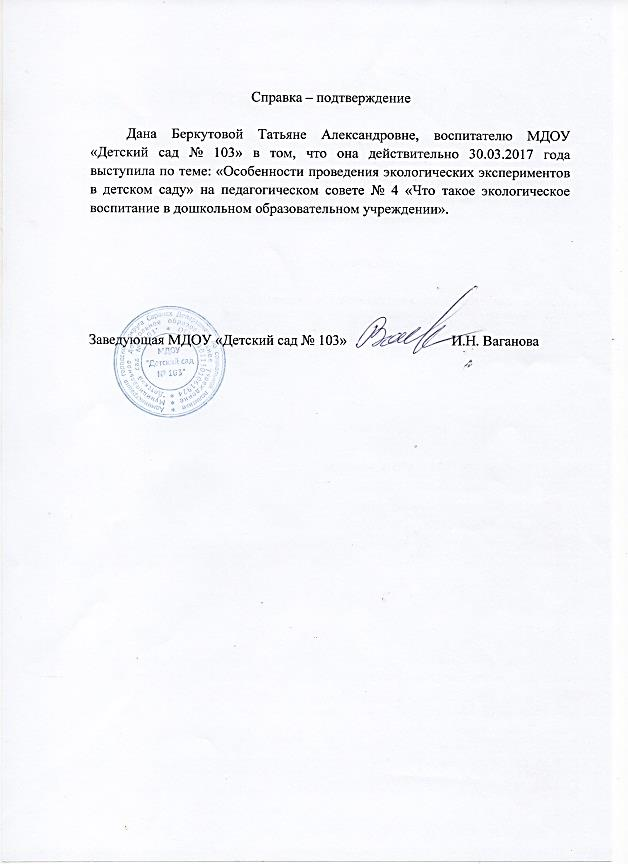 Справка – подтверждение
Дана Беркутовой Татьяне Александровне, воспитателю МДОУ
«Детский сад № 103» в том, что она действительно 30.03.2017 года
выступила по теме: «Особенности проведения экологических экспериментов
в детском саду» на педагогическом совете № 4 «Что такое экологическое
воспитание в дошкольном образовательном учреждении».
Заведующая МДОУ «Детский сад № 103» И.Н. Ваганова
МДОУ
"Детский сад
№ 103"